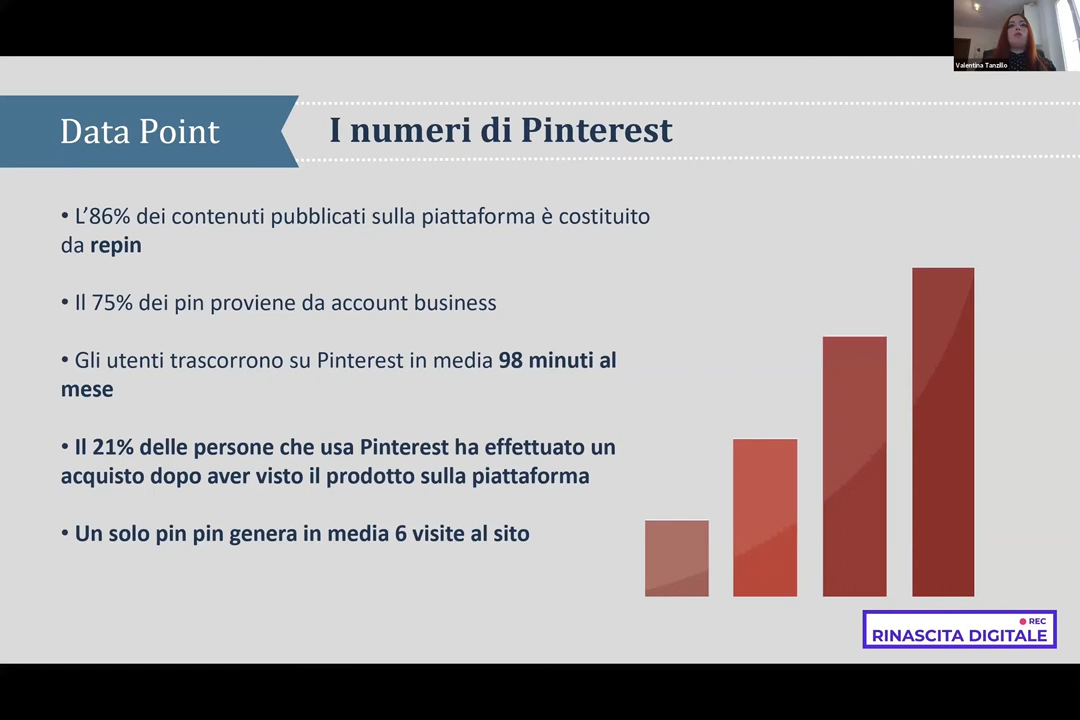 Valentina Tanzillo
Data Point
I numeri di Pinterest
• L’86% dei contenuti pubblicati sulla piattaforma è costituito
da repin
• Il 75% dei pin proviene da account business
• Gli utenti trascorrono su Pinterest in media 98 minuti al
mese
• Il 21% delle persone che usa Pinterest ha effettuato un
acquisto dopo aver visto il prodotto sulla piattaforma
• Un solo pin pin genera in media 6 visite al sito
REC
RINASCITA DIGITALE